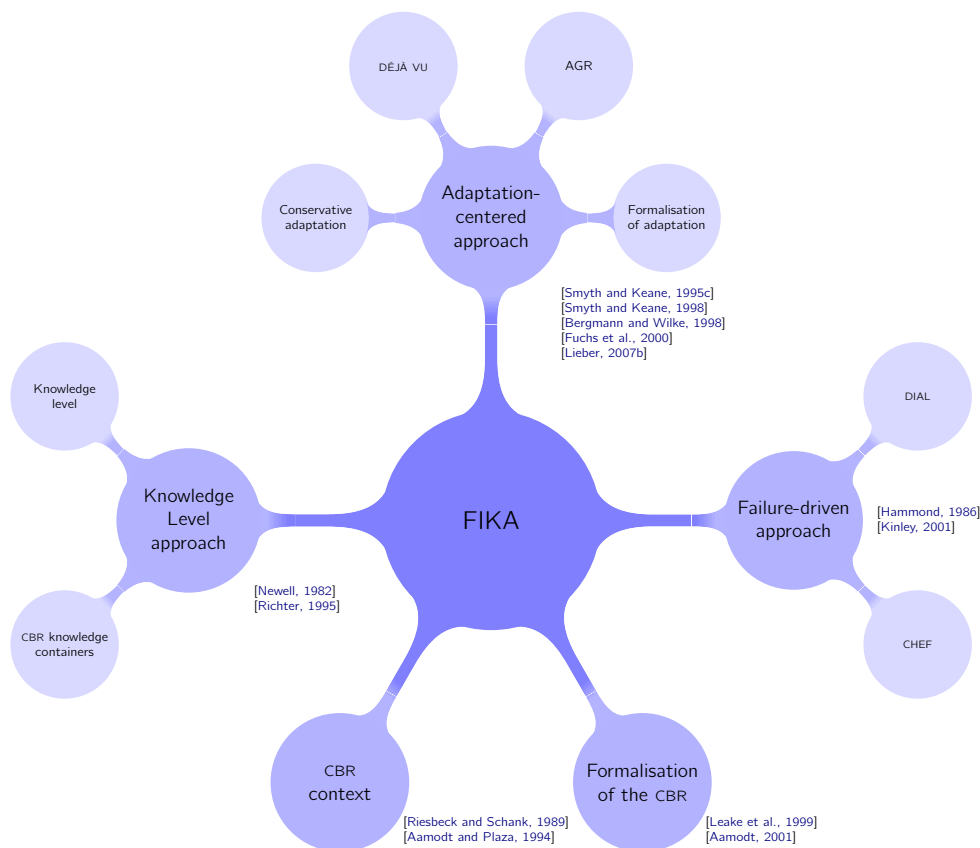 DÉJÀ VU
AGR
Adaptation-
centered
approach
Conservative
adaptation
Formalisation
of adaptation
[Smyth and Keane, 1995c]
[Smyth and Keane, 1998]
[Bergmann and Wilke, 1998]
[Fuchs et al., 2000]
[Lieber, 2007b]
Knowledge
level
DIAL
Knowledge
Level
approach
FIKA
Failure-driven
approach
[Hammond, 1986]
[Kinley, 2001]
[Newell, 1982]
[Richter, 1995]
CBR knowledge
containers
CHEF
CBR
context
Formalisation
of the CBR
[Riesbeck and Schank, 1989]
[Aamodt and Plaza, 1994]
[Leake et al., 1999]
[Aamodt, 2001]